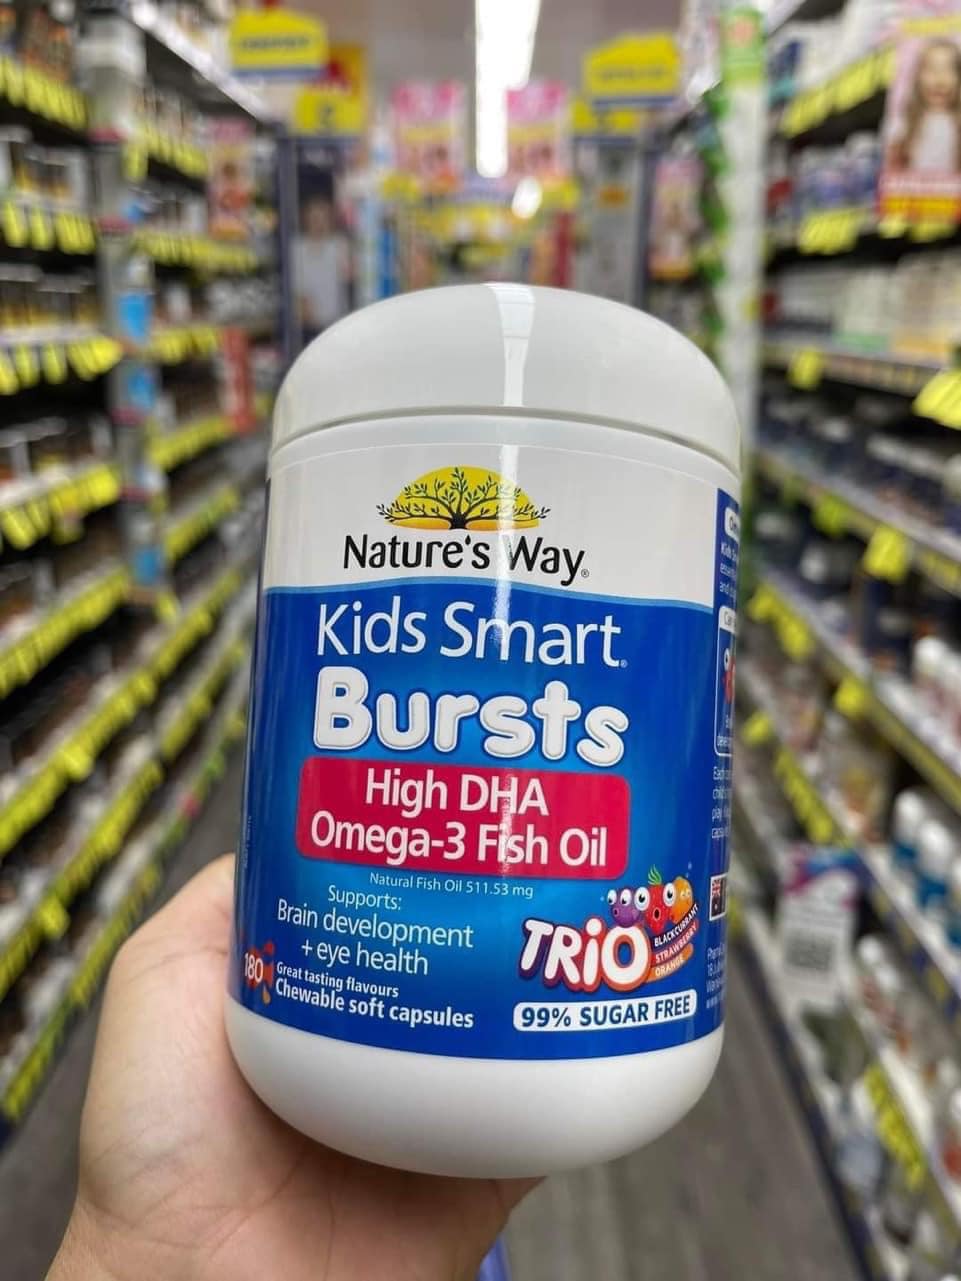 Nature's Way®
Kids Smart®
Bursts
High DHA
Omega-3 Fish Oil
Natural Fish Oil 511.53 mg
Supports:
Brain development
+ eye health
180
Great tasting flavours
Chewable soft capsules
TRiO
BLACKCURRANT
STRAWBERRY
ORANGE
99% SUGAR FREE